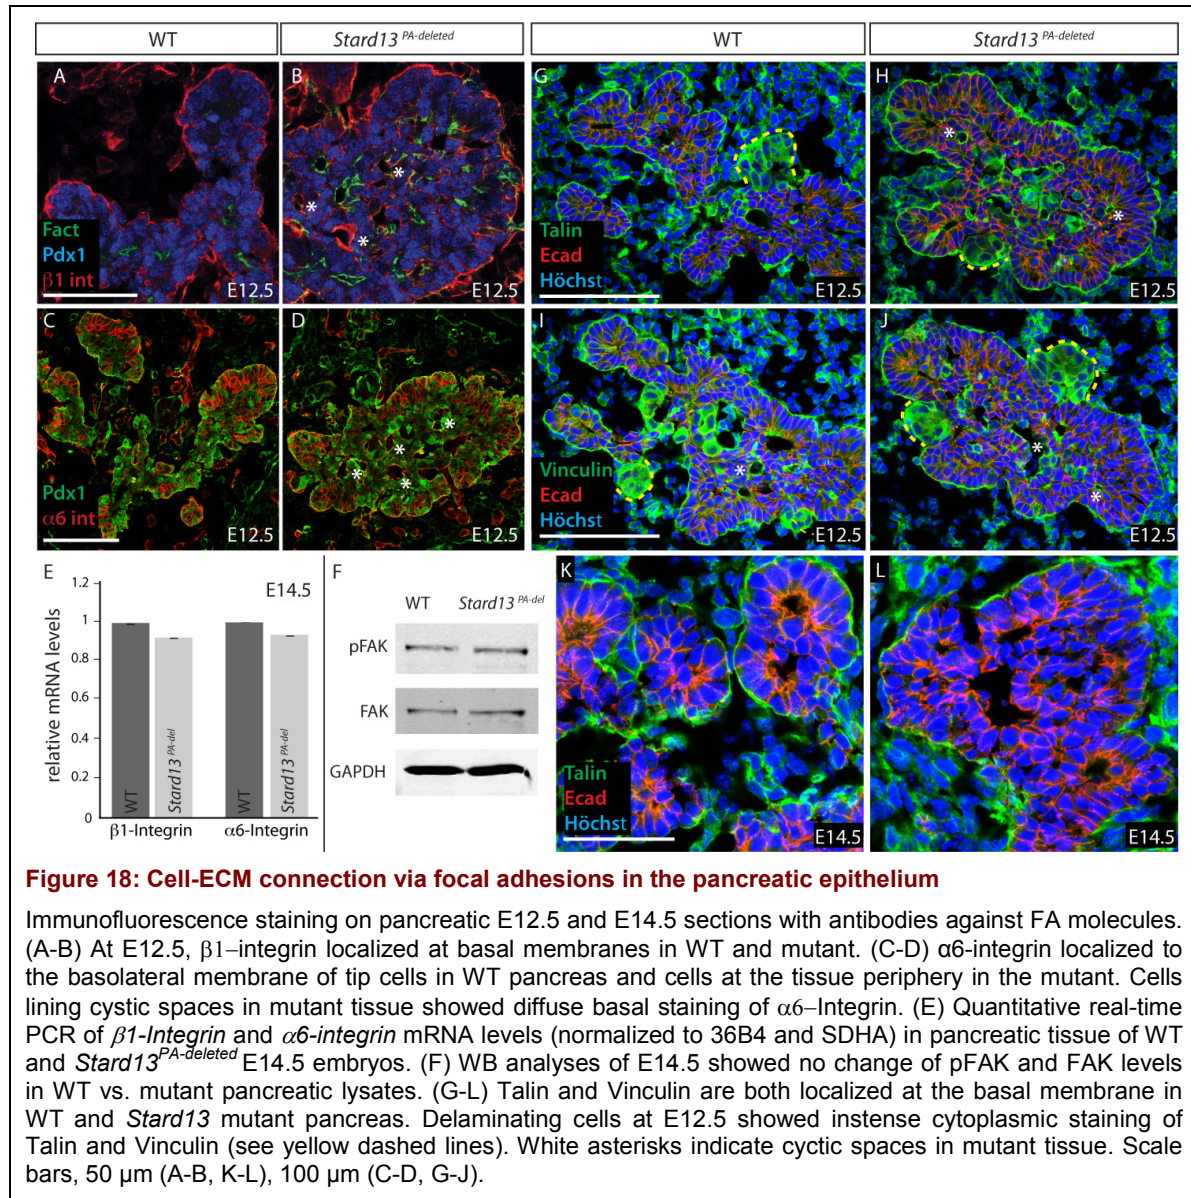 WT
Stard13 PA-deleted
WT
Stard13 PA-deleted
A
Fact
Pdx1
β1 int
E12.5
B
*
*
*
E12.5
G
Talin
Ecad
Höchst
E12.5
H
*
*
E12.5
C
Pdx1
α6 int
E12.5
D
*
*
*
*
E12.5
I
Vinculin
Ecad
Höchst
*
E12.5
J
*
*
E12.5
E
E14.5
relative mRNA levels
1.2
1
0.8
0.6
0.4
0.2
0
WT
Stard13 PA-del
WT
Stard13 PA-del
β1-Integrin
α6-Integrin
F
WT
Stard13 PA-del
pFAK
FAK
GAPDH
K
Talin
Ecad
Höchst
E14.5
L
E14.5
Figure 18: Cell-ECM connection via focal adhesions in the pancreatic epithelium
Immunofluorescence staining on pancreatic E12.5 and E14.5 sections with antibodies against FA molecules.
(A-B) At E12.5, β1–integrin localized at basal membranes in WT and mutant. (C-D) α6-integrin localized to
the basolateral membrane of tip cells in WT pancreas and cells at the tissue periphery in the mutant. Cells
lining cystic spaces in mutant tissue showed diffuse basal staining of α6–Integrin. (E) Quantitative real-time
PCR of β1-Integrin and α6-integrin mRNA levels (normalized to 36B4 and SDHA) in pancreatic tissue of WT
and Stard13PA-deleted E14.5 embryos. (F) WB analyses of E14.5 showed no change of pFAK and FAK levels
in WT vs. mutant pancreatic lysates. (G-L) Talin and Vinculin are both localized at the basal membrane in
WT and Stard13 mutant pancreas. Delaminating cells at E12.5 showed instense cytoplasmic staining of
Talin and Vinculin (see yellow dashed lines). White asterisks indicate cyctic spaces in mutant tissue. Scale
bars, 50 µm (A-B, K-L), 100 µm (C-D, G-J).